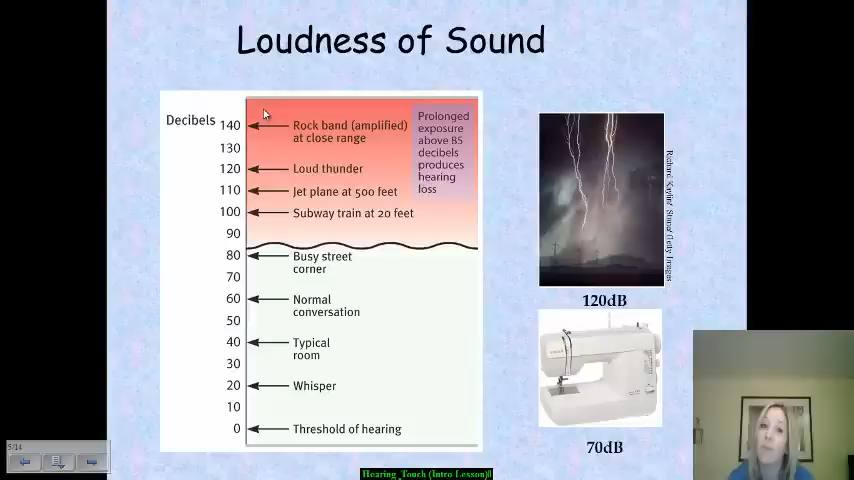 Loudness of Sound
Decibels
140
Rock band (amplified)
at close range
Prolonged
exposure
above 85
decibels
produces
hearing
loss
130
120
Loud thunder
110
Jet plane at 500 feet
100
Subway train at 20 feet
90
80
Busy street
corner
70
60
Normal
conversation
50
40
Typical
room
30
20
Whisper
10
0
Threshold of hearing
120dB
70dB
5/14
Hearing_Touch (Intro Lesson)